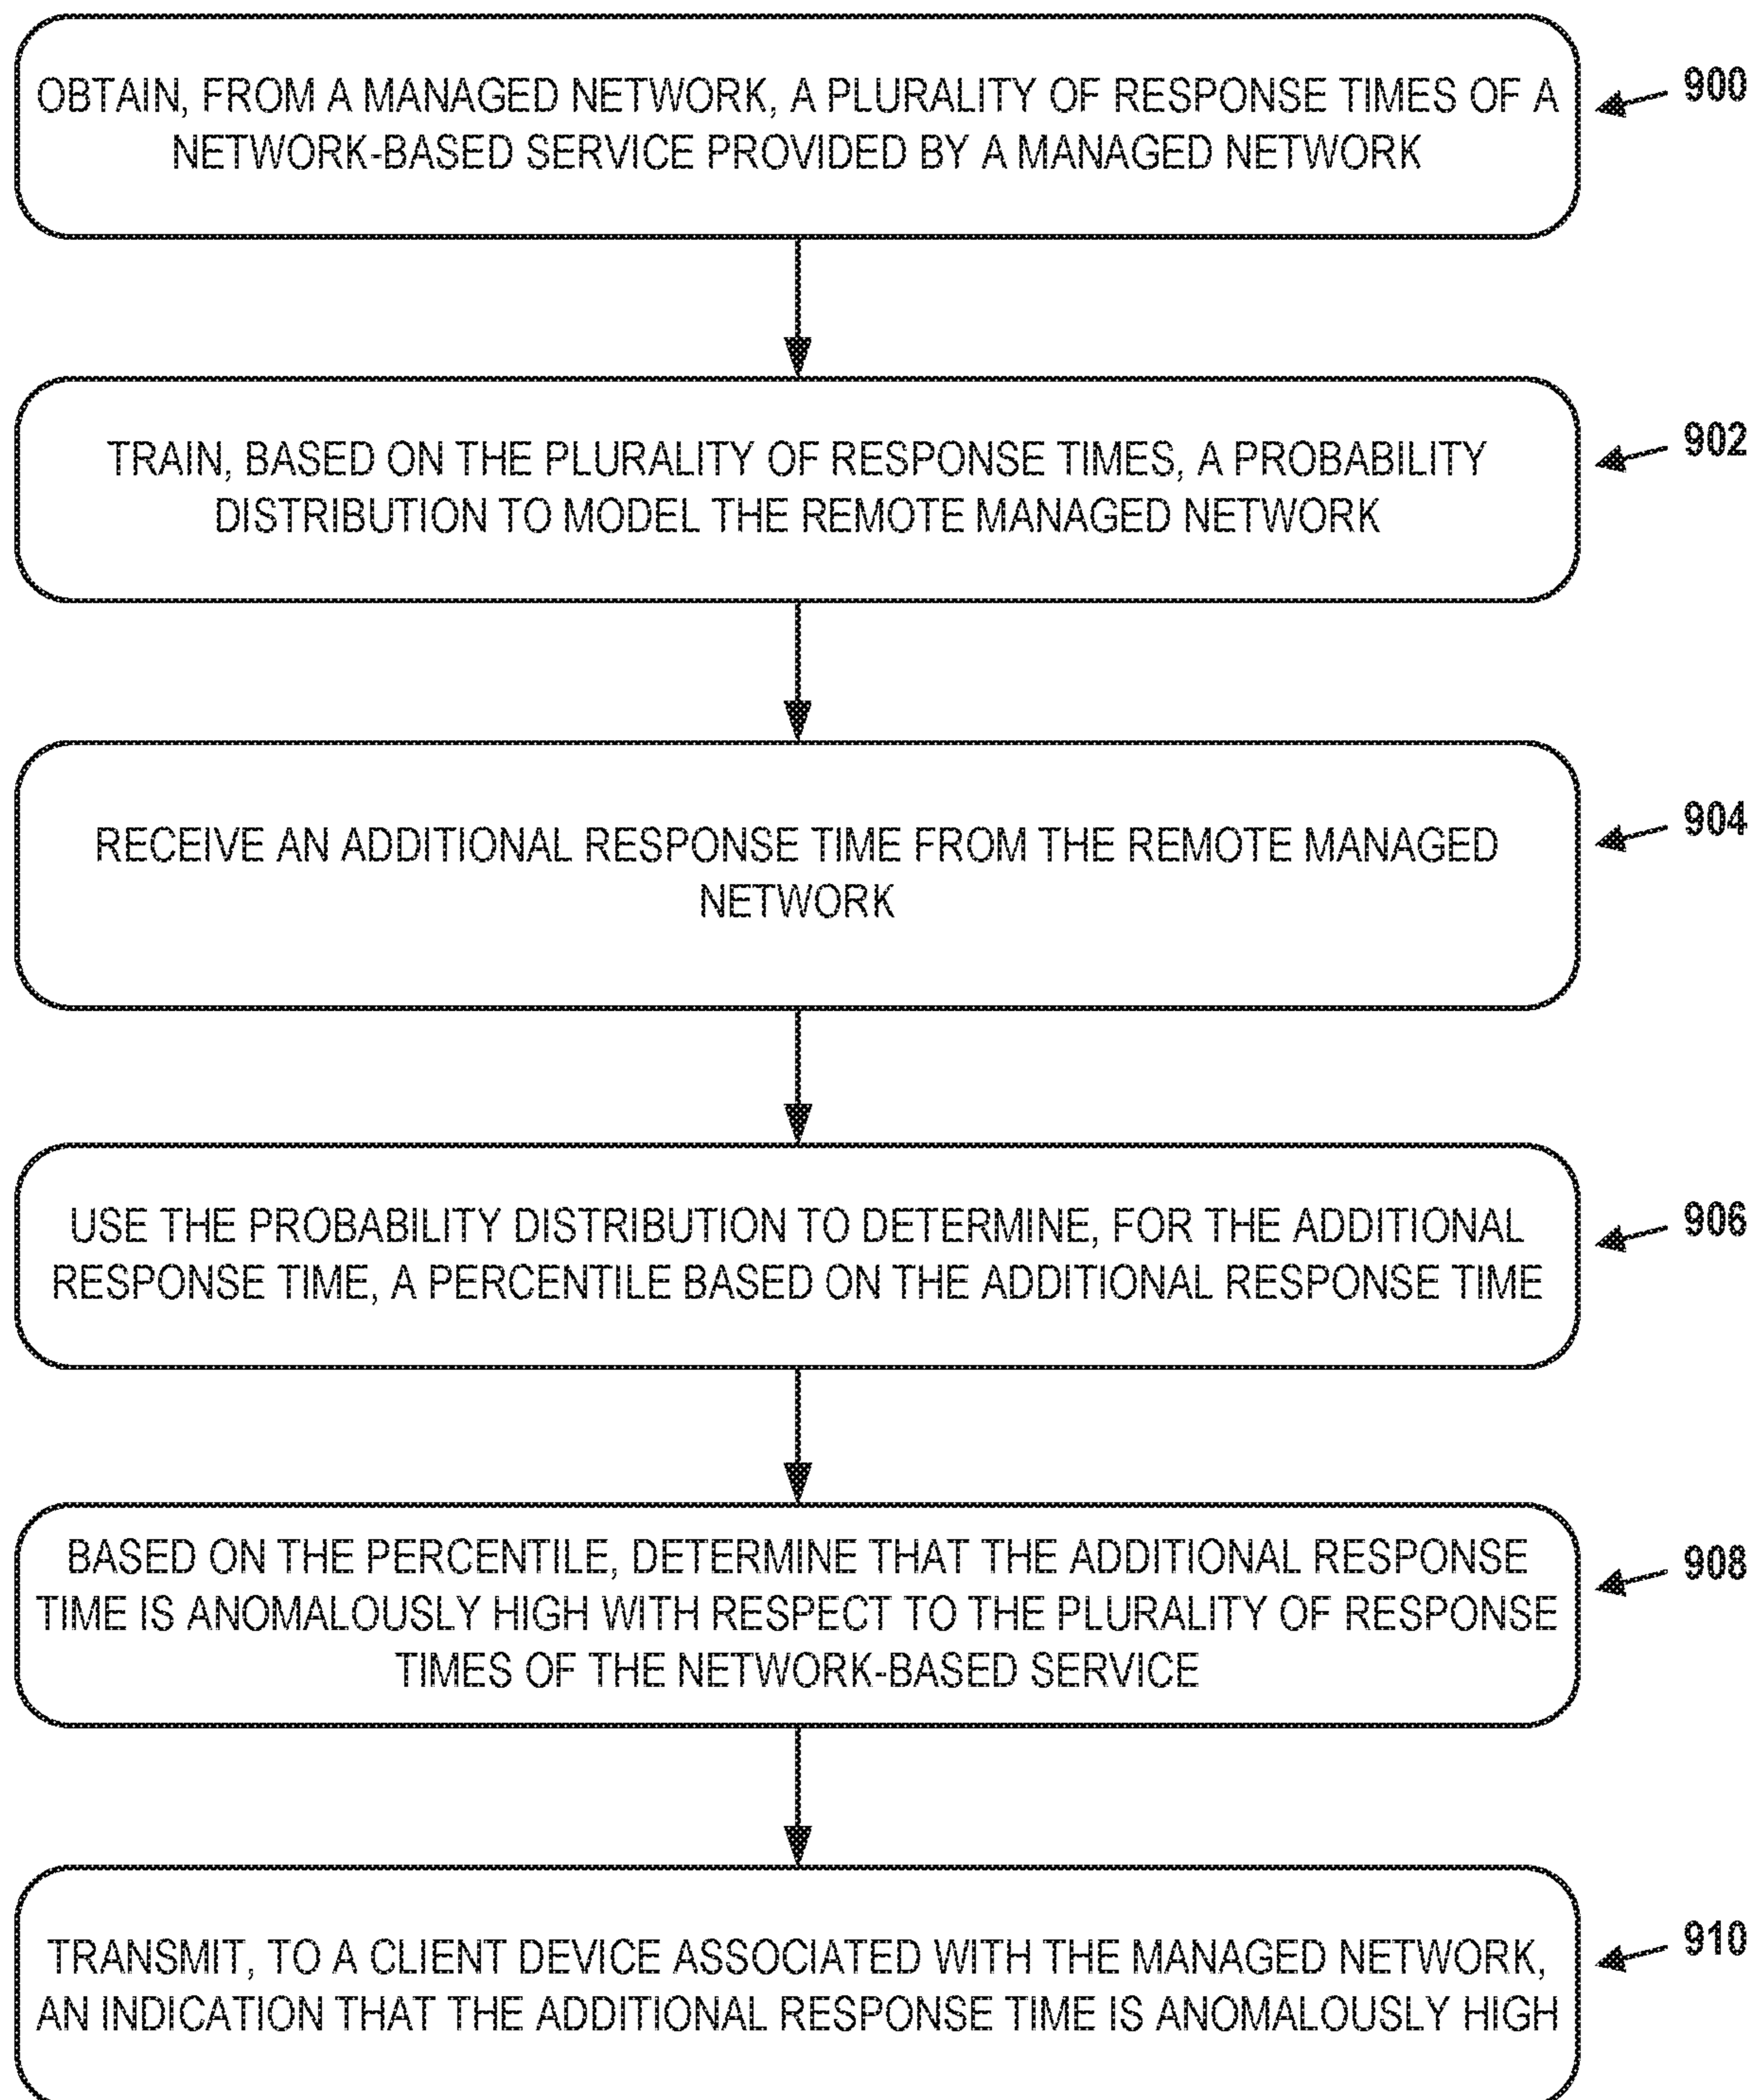 OBTAIN, FROM A MANAGED NETWORK, A PLURALITY OF RESPONSE TIMES OF A
NETWORK-BASED SERVICE PROVIDED BY A MANAGED NETWORK
900
TRAIN, BASED ON THE PLURALITY OF RESPONSE TIMES, A PROBABILITY
DISTRIBUTION TO MODEL THE REMOTE MANAGED NETWORK
902
RECEIVE AN ADDITIONAL RESPONSE TIME FROM THE REMOTE MANAGED
NETWORK
904
USE THE PROBABILITY DISTRIBUTION TO DETERMINE, FOR THE ADDITIONAL
RESPONSE TIME, A PERCENTILE BASED ON THE ADDITIONAL RESPONSE TIME
906
BASED ON THE PERCENTILE, DETERMINE THAT THE ADDITIONAL RESPONSE
TIME IS ANOMALOUSLY HIGH WITH RESPECT TO THE PLURALITY OF RESPONSE
TIMES OF THE NETWORK-BASED SERVICE
908
TRANSMIT, TO A CLIENT DEVICE ASSOCIATED WITH THE MANAGED NETWORK,
AN INDICATION THAT THE ADDITIONAL RESPONSE TIME IS ANOMALOUSLY HIGH
910